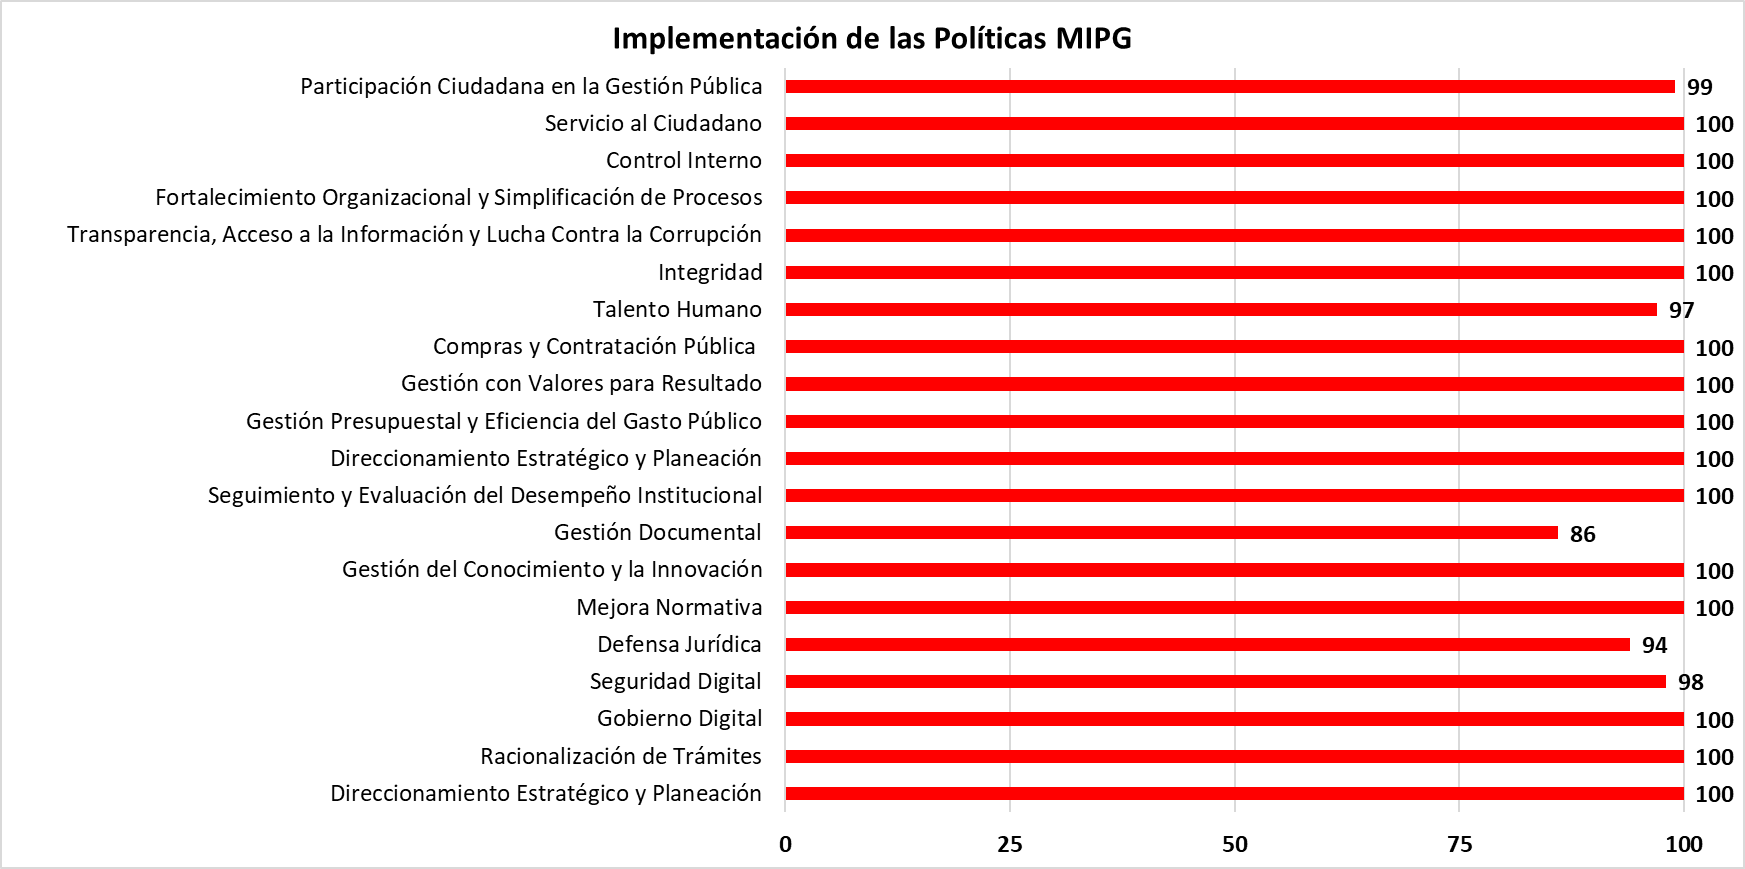 Implementación de las Políticas MIPG
Participación Ciudadana en la Gestión Pública 99
Servicio al Ciudadano 100
Control Interno 100
Fortalecimiento Organizacional y Simplificación de Procesos 100
Transparencia, Acceso a la Información y Lucha Contra la Corrupción 100
Integridad 100
Talento Humano 97
Compras y Contratación Pública 100
Gestión con Valores para Resultado 100
Gestión Presupuestal y Eficiencia del Gasto Público 100
Direccionamiento Estratégico y Planeación 100
Seguimiento y Evaluación del Desempeño Institucional 100
Gestión Documental 86
Gestión del Conocimiento y la Innovación 100
Mejora Normativa 100
Defensa Jurídica 94
Seguridad Digital 98
Gobierno Digital 100
Racionalización de Trámites 100
Direccionamiento Estratégico y Planeación 100
0 25 50 75 100